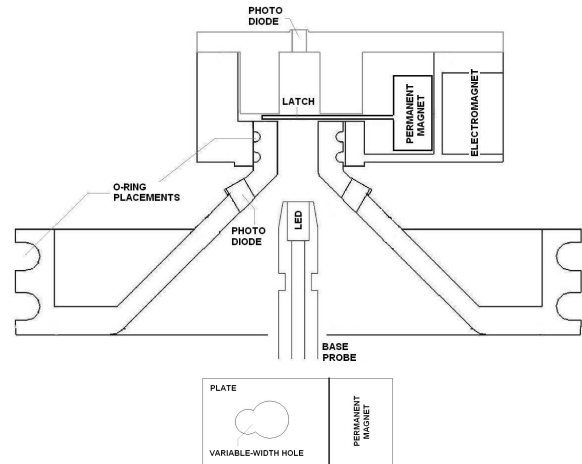 PHOTO
DIODE
LATCH
PERMANENT
MAGNET
ELECTROMAGNET
O-RING
PLACEMENTS
PHOTO
DIODE
LED
BASE
PROBE
PLATE
VARIABLE-WIDTH HOLE
PERMANENT
MAGNET